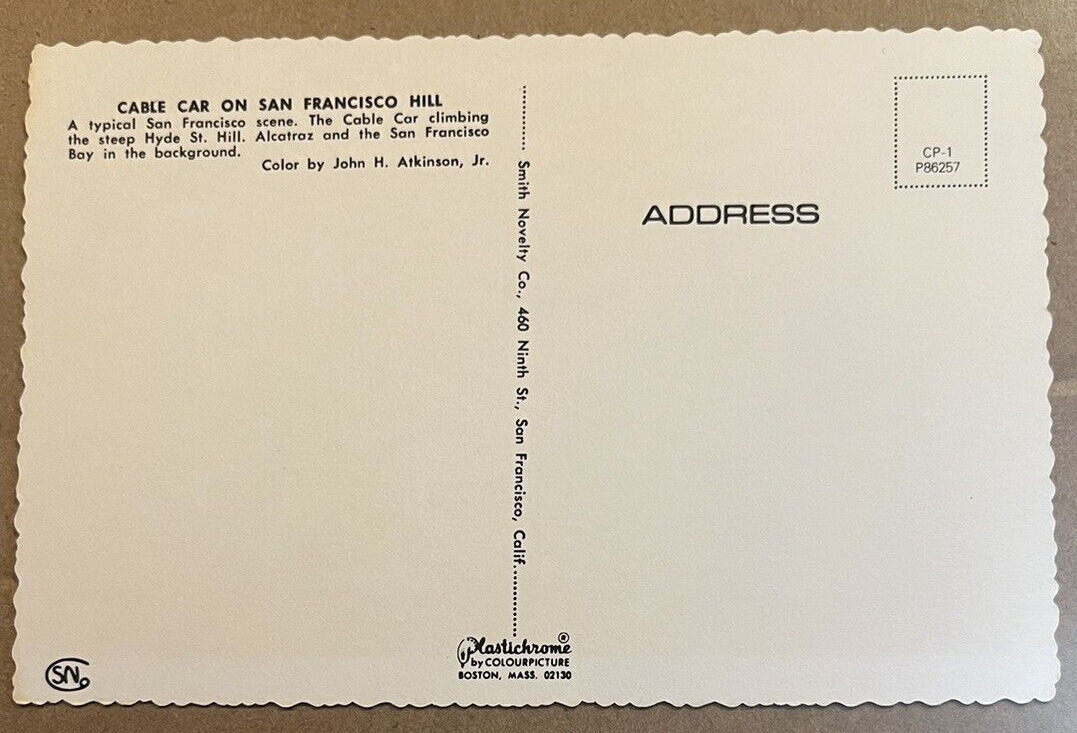 CABLE CAR ON SAN FRANCISCO HILL
A typical San Francisco scene. The Cable Car climbing
the steep Hyde St. Hill. Alcatraz and the San Francisco
Bay in the background.
Color by John H. Atkinson, Jr.
Smith Novelty Co., 460 Ninth St., San Francisco, Calif.
CP-1
P86257
ADDRESS
Plastichrome ®
by COLOURPICTURE
BOSTON, MASS. 02130
SN